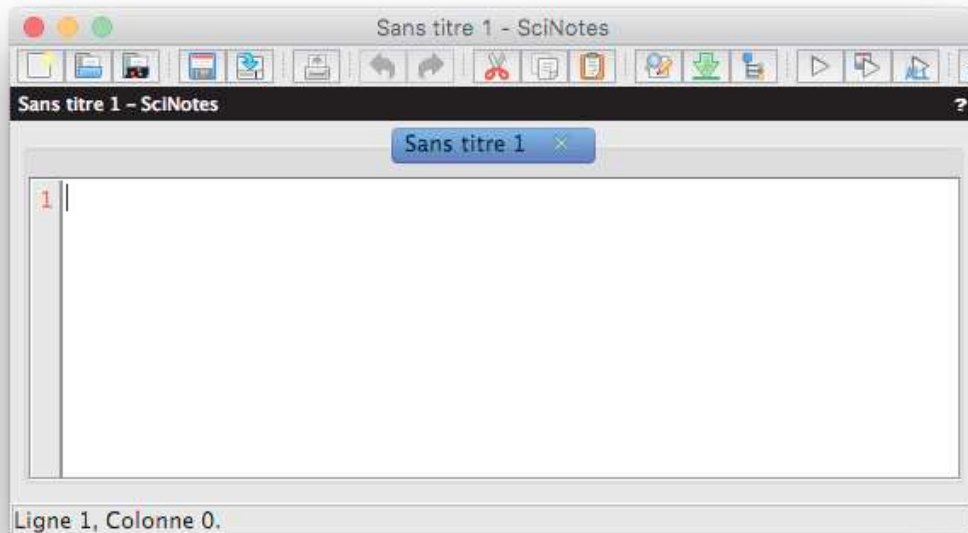 Sans titre 1 - SciNotes
Sans titre 1 – SciNotes ?
Sans titre 1 ×
1
Ligne 1, Colonne 0.